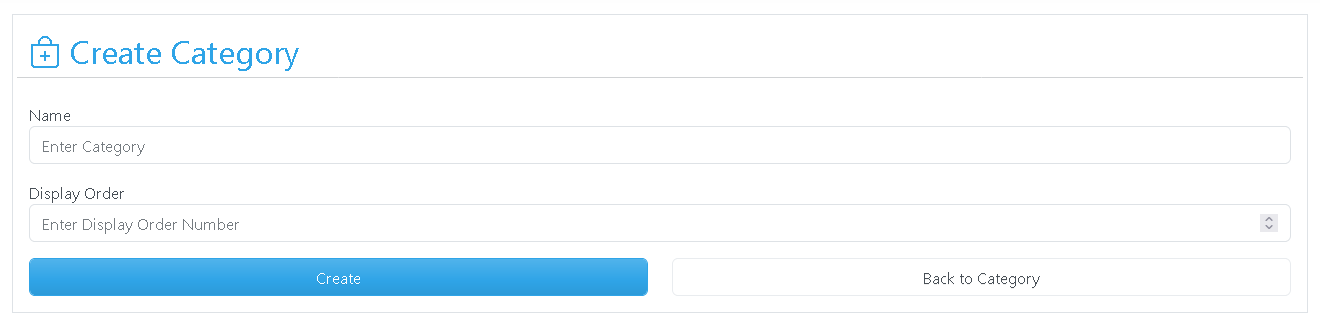 Create Category
Name
Enter Category
Display Order
Enter Display Order Number
Create
Back to Category